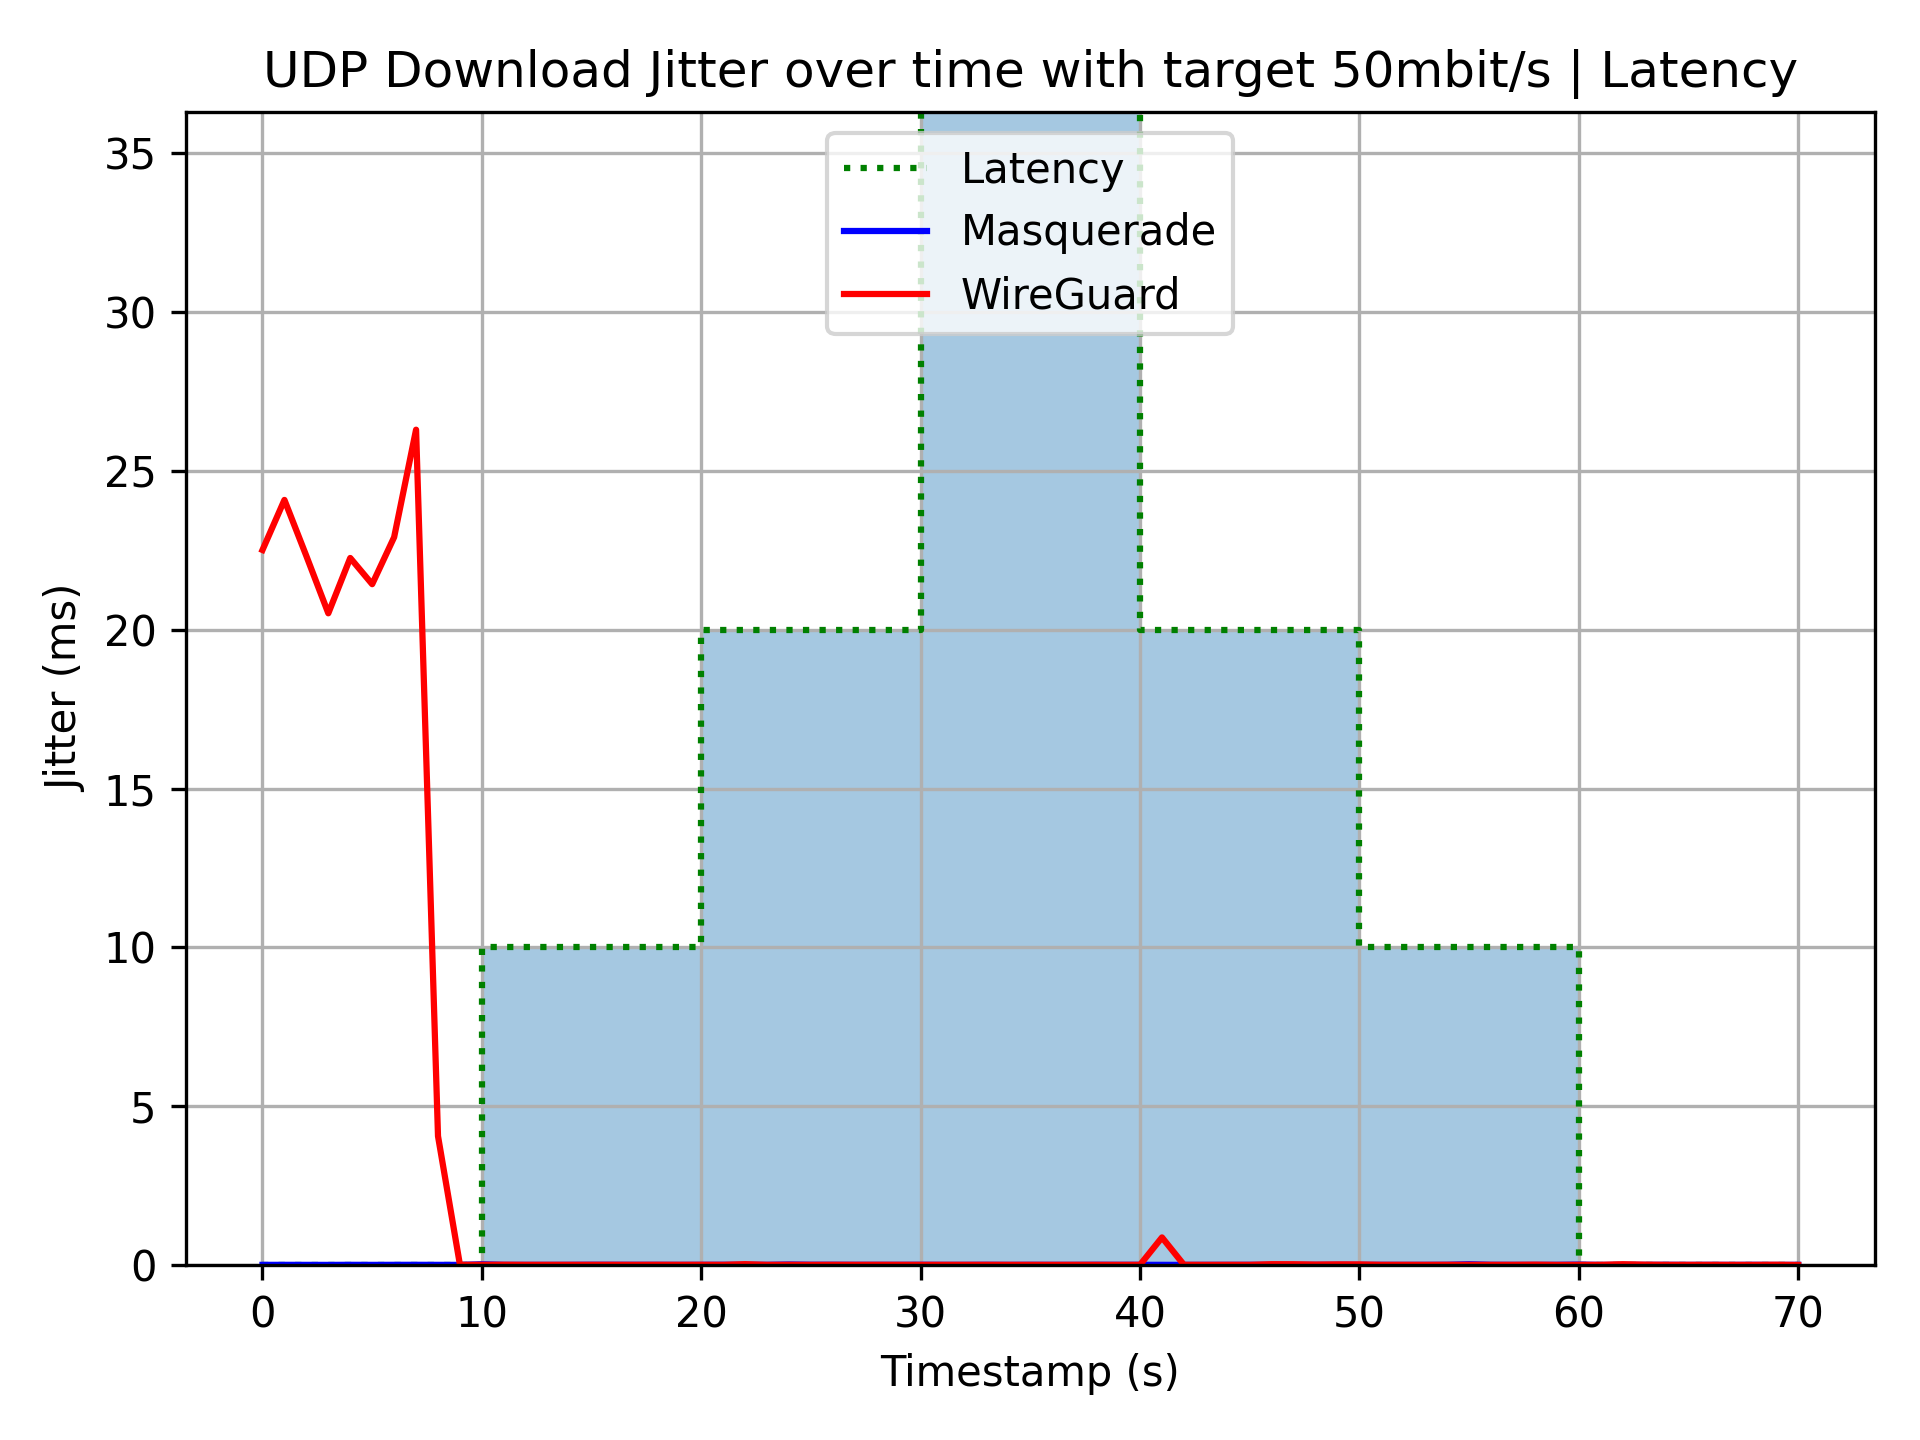 UDP Download Jitter over time with target 50mbit/s | Latency
Latency
Masquerade
WireGuard
35
30
25
20
15
10
5
0
Jitter (ms)
0 10 20 30 40 50 60 70
Timestamp (s)